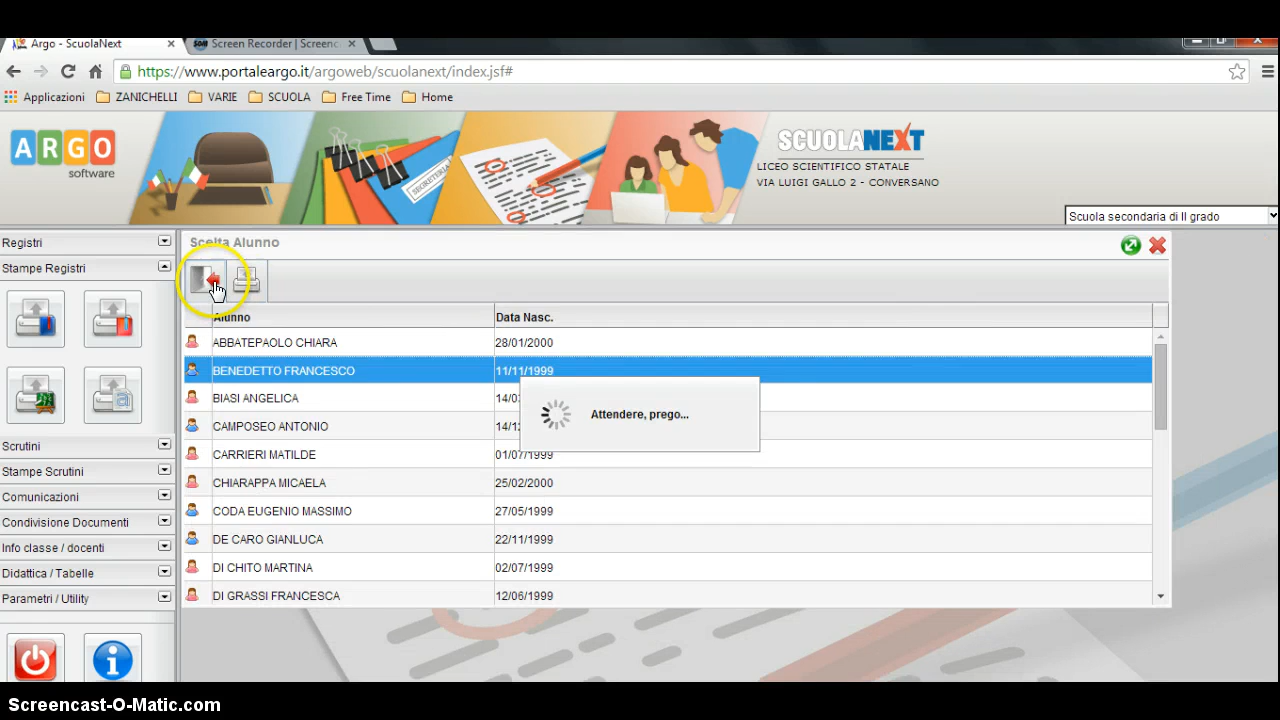 Argo - ScuolaNext
Screen Recorder | Screenc
https://www.portaleargo.it/argoweb/scuolanext/index.jsf#
Applicazioni ZANICHELLI VARIE SCUOLA Free Time Home
ARGO
software
SEGRETERIA
SCUOLANEXT
LICEO SCIENTIFICO STATALE
VIA LUIGI GALLO 2 - CONVERSANO
Scuola secondaria di II grado
Registri
Stampe Registri
Scrutini
Stampe Scrutini
Comunicazioni
Condivisione Documenti
Info classe / docenti
Didattica / Tabelle
Parametri / Utility
Scelta Alunno
Alunno Data Nasc.
ABBATEPAOLO CHIARA 28/01/2000
BENEDETTO FRANCESCO 11/11/1999
BIASI ANGELICA
CAMPOSEO ANTONIO
CARRIERI MATILDE 01/07/1999
CHIARAPPA MICAELA 25/02/2000
CODA EUGENIO MASSIMO 27/05/1999
DE CARO GIANLUCA 22/11/1999
DI CHITO MARTINA 02/07/1999
DI GRASSI FRANCESCA 12/06/1999
Attendere, prego...
Screencast-O-Matic.com